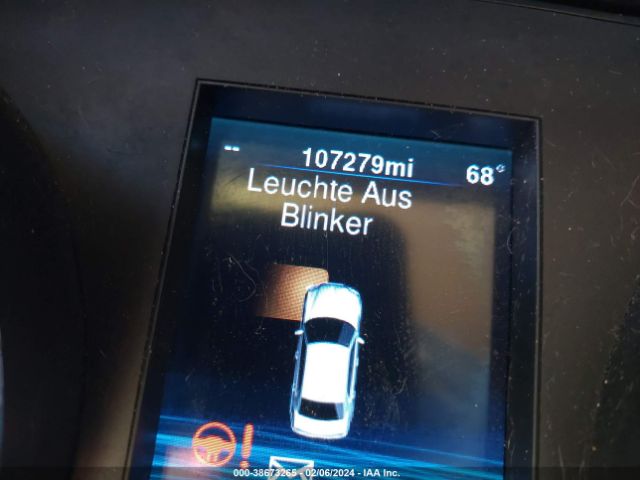 -- 107279mi 68°
Leuchte Aus
Blinker
!
000-38673265 - 02/06/2024 - IAA Inc.